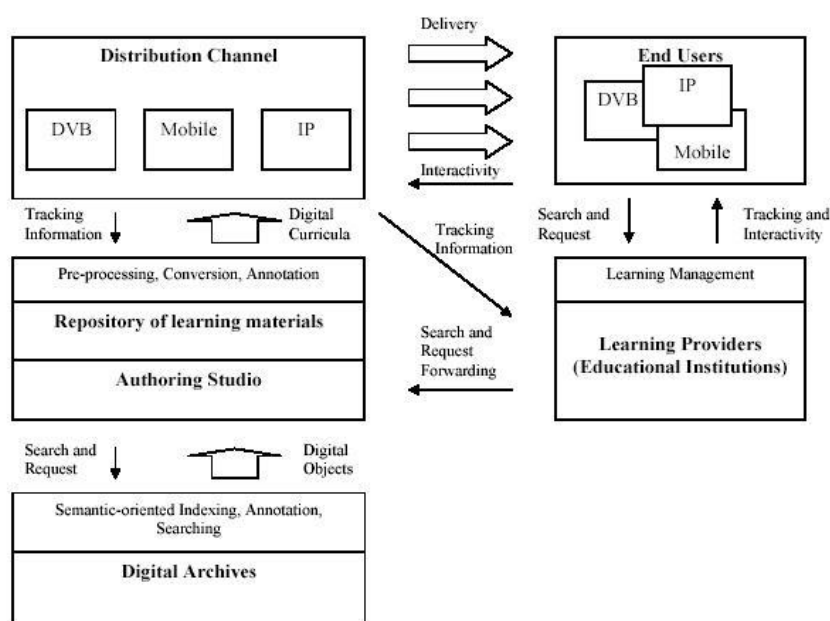 Delivery
Distribution Channel
DVB
Mobile
IP
End Users
DVB
IP
Mobile
Interactivity
Tracking
Information
Digital
Curricula
Tracking
Information
Search and
Request
Tracking and
Interactivity
Pre-processing, Conversion, Annotation
Repository of learning materials
Authoring Studio
Search and
Request
Forwarding
Learning Management
Learning Providers
(Educational Institutions)
Search and
Request
Digital
Objects
Semantic-oriented Indexing, Annotation,
Searching
Digital Archives